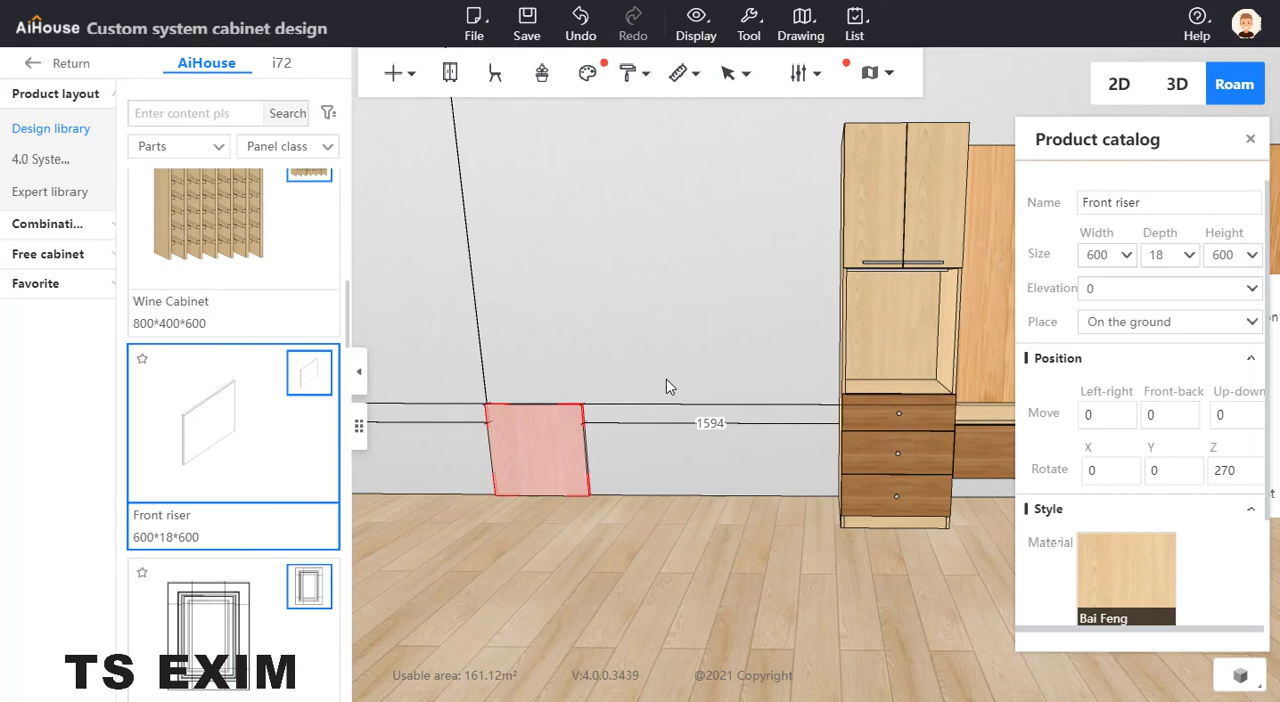 AiHouse Custom system cabinet design
File
Save
Undo
Redo
Display
Tool
Drawing
List
Help
Return
AiHouse
i72
Product layout
Design library
4.0 Syste...
Expert library
Combinati...
Free cabinet
Favorite
Enter content pls
Search
Parts
Panel class
Wine Cabinet
800*400*600
Front riser
600*18*600
TS EXIM
2D
3D
Roam
1594
Usable area: 161.12m²
V:4.0.0.3439
@2021 Company
Product catalog
Name
Front riser
Width
Depth
Height
Size
600
18
600
Elevation
0
Place
On the ground
Position
Left-right
Front-back
Up-down
Move
0
0
0
X
Y
Z
Rotate
0
0
270
Style
Material
Bai Feng